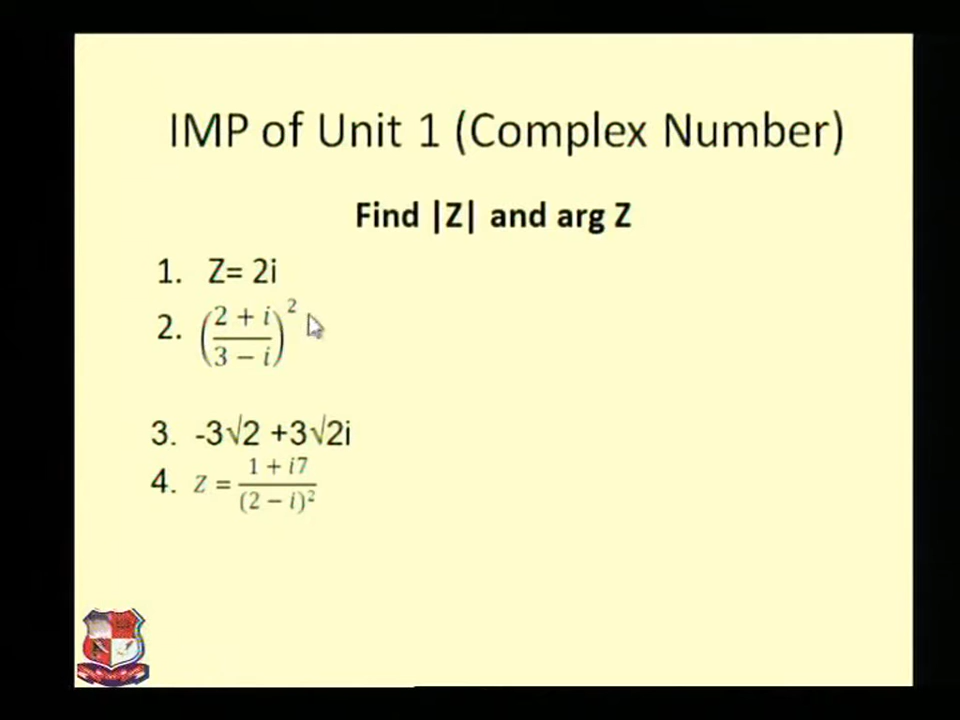 IMP of Unit 1 (Complex Number)
Find |Z| and arg Z
1. Z= 2i
2. ((2 + i)/(3 − i))²
3. -3√2 +3√2i
4. z = (1 + i7)/((2 − i)²)